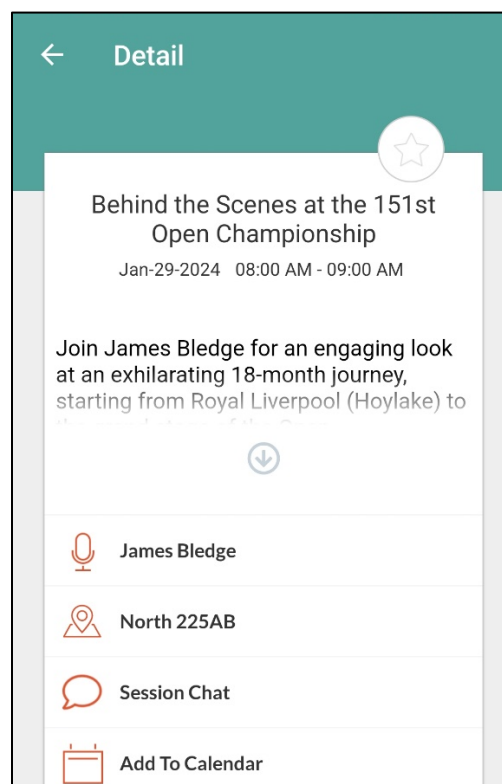 Detail
Behind the Scenes at the 151st
Open Championship
Jan-29-2024 08:00 AM - 09:00 AM
Join James Bledge for an engaging look
at an exhilarating 18-month journey,
starting from Royal Liverpool (Hoylake) to
James Bledge
North 225AB
Session Chat
Add To Calendar